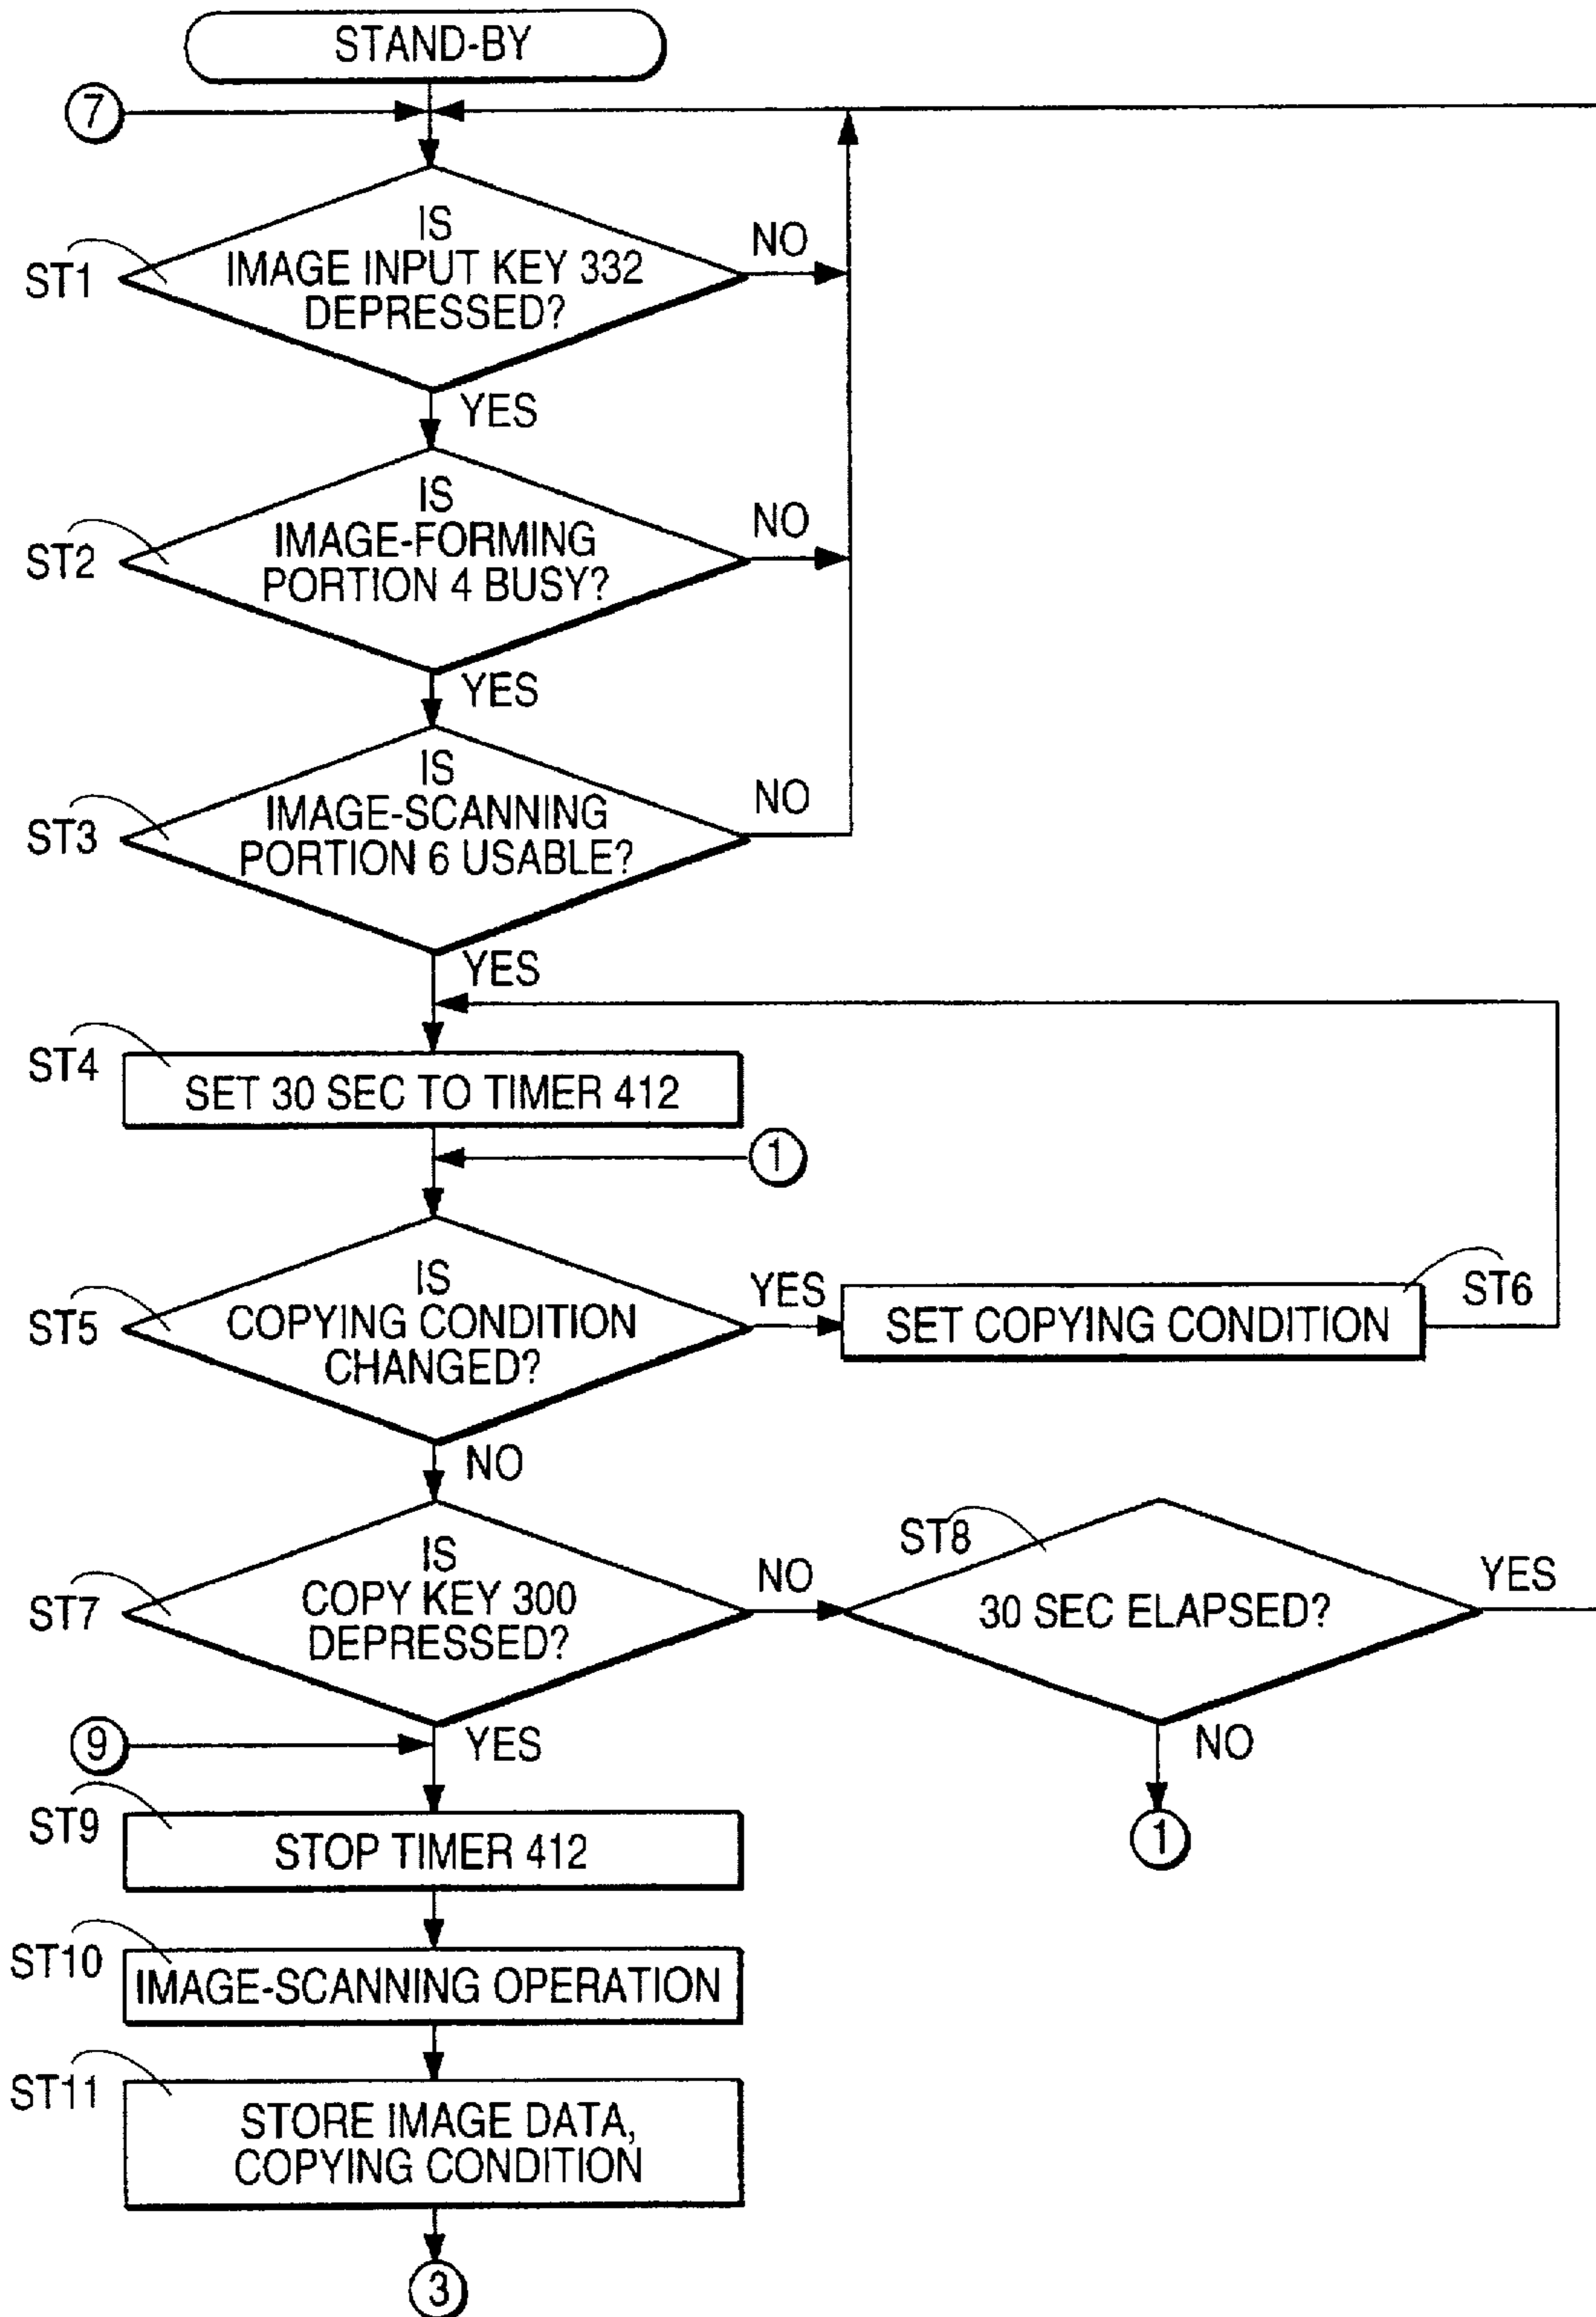 STAND-BY
7
IS
IMAGE INPUT KEY 332
DEPRESSED?
ST1
NO
YES
IS
IMAGE-FORMING
PORTION 4 BUSY?
ST2
NO
YES
IS
IMAGE-SCANNING
PORTION 6 USABLE?
ST3
NO
YES
ST4
SET 30 SEC TO TIMER 412
1
IS
COPYING CONDITION
CHANGED?
ST5
YES
SET COPYING CONDITION
ST6
NO
IS
COPY KEY 300
DEPRESSED?
ST7
NO
ST8
30 SEC ELAPSED?
YES
NO
1
9
YES
ST9
STOP TIMER 412
ST10
IMAGE-SCANNING OPERATION
ST11
STORE IMAGE DATA,
COPYING CONDITION
3